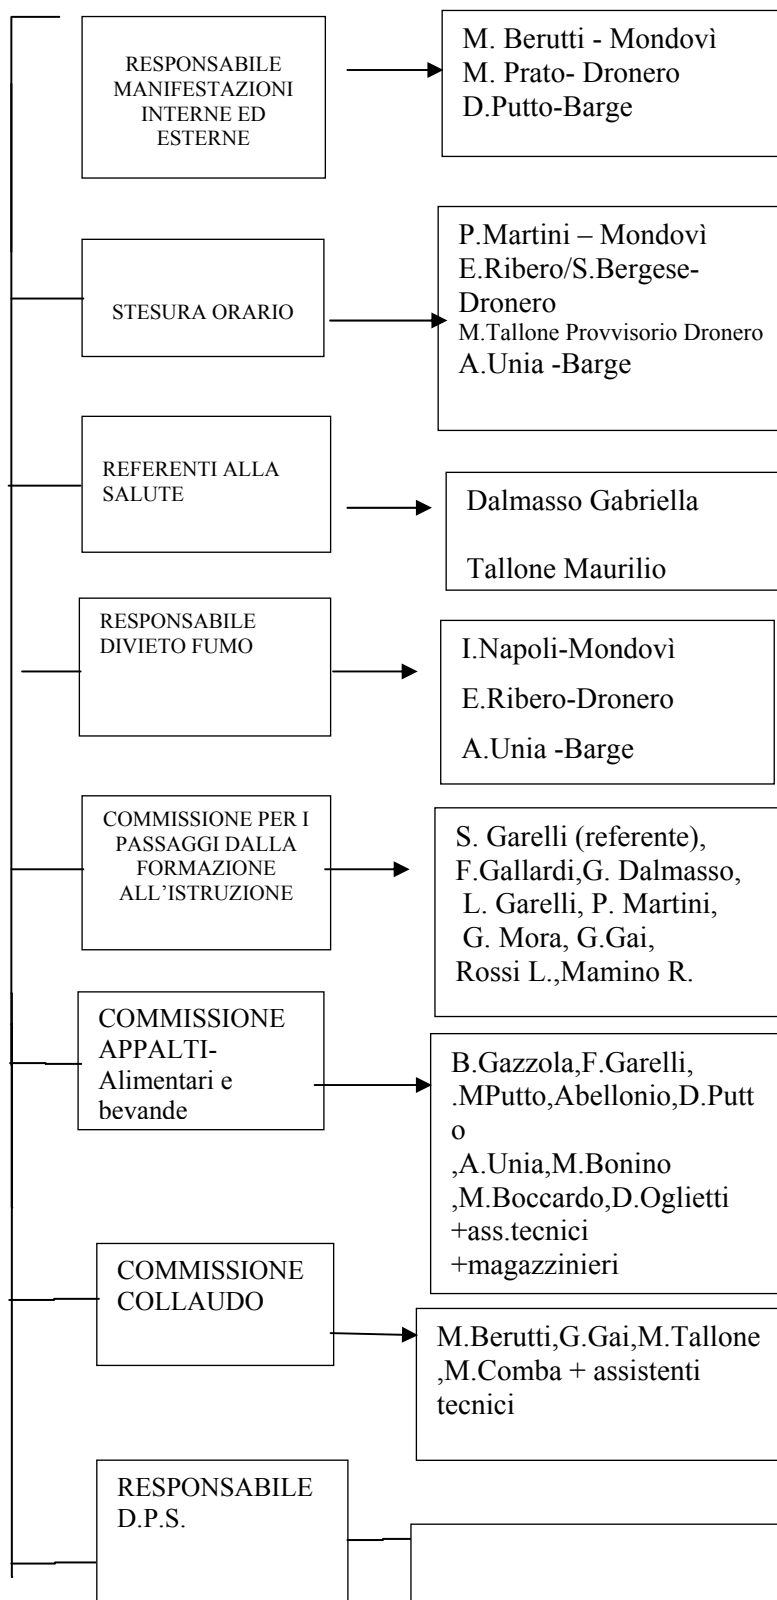 RESPONSABILE
MANIFESTAZIONI
INTERNE ED
ESTERNE
M. Berutti - Mondovì
M. Prato- Dronero
D.Putto-Barge
STESURA ORARIO
P.Martini – Mondovì
E.Ribero/S.Bergese-
Dronero
M.Tallone Provvisorio Dronero
A.Unia -Barge
REFERENTI ALLA
SALUTE
Dalmasso Gabriella
Tallone Maurilio
RESPONSABILE
DIVIETO FUMO
I.Napoli-Mondovì
E.Ribero-Dronero
A.Unia -Barge
COMMISSIONE PER I
PASSAGGI DALLA
FORMAZIONE
ALL’ISTRUZIONE
S. Garelli (referente),
F.Gallardi,G. Dalmasso,
L. Garelli, P. Martini,
G. Mora, G.Gai,
Rossi L.,Mamino R.
COMMISSIONE
APPALTI-
Alimentari e
bevande
B.Gazzola,F.Garelli,
.MPutto,Abellonio,D.Putt
o
,A.Unia,M.Bonino
,M.Boccardo,D.Oglietti
+ass.tecnici
+magazzinieri
COMMISSIONE
COLLAUDO
M.Berutti,G.Gai,M.Tallone
,M.Comba + assistenti
tecnici
RESPONSABILE
D.P.S.